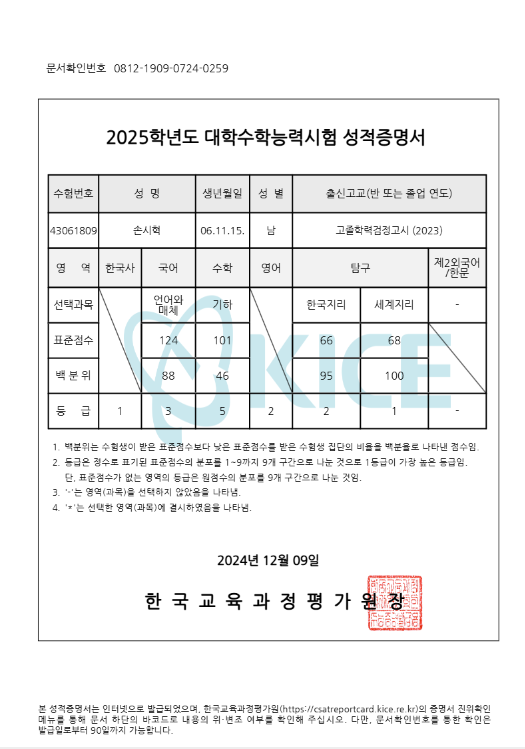 문서확인번호 0812-1909-0724-0259
2025학년도 대학수학능력시험 성적증명서
수험번호 성 명 생년월일 성 별 출신고교(반 또는 졸업 연도)
43061809 손시혁 06.11.15. 남 고졸학력검정고시 (2023)
영 역 한국사 국어 수학 영어 탐구 제2외국어
/한문
선택과목 언어와
매체 기하 한국지리 세계지리 -
표준점수 124 101 66 68
백 분 위 88 46 95 100
등 급 1 3 5 2 2 1 -
KICE
1. 백분위는 수험생이 받은 표준점수보다 낮은 표준점수를 받은 수험생 집단의 비율을 백분율로 나타낸 점수임.
2. 등급은 점수로 표기된 표준점수의 분포를 1~9까지 9개 구간으로 나눈 것으로 1등급이 가장 높은 등급임.
단, 표준점수가 없는 영역의 등급은 원점수의 분포를 9개 구간으로 나눈 것임.
3. '-'는 영역(과목)을 선택하지 않았음을 나타냄.
4. '*'는 선택한 영역(과목)에 결시하였음을 나타냄.
2024년 12월 09일
한 국 교 육 과 정 평 가 원 장
본 성적증명서는 인터넷으로 발급되었으며, 한국교육과정평가원(https://csatreportcard.kice.re.kr)의 증명서 진위확인
메뉴를 통해 문서 하단의 바코드로 내용의 위·변조 여부를 확인해 주십시오. 다만, 문서확인번호를 통한 확인은
발급일로부터 90일까지 가능합니다.